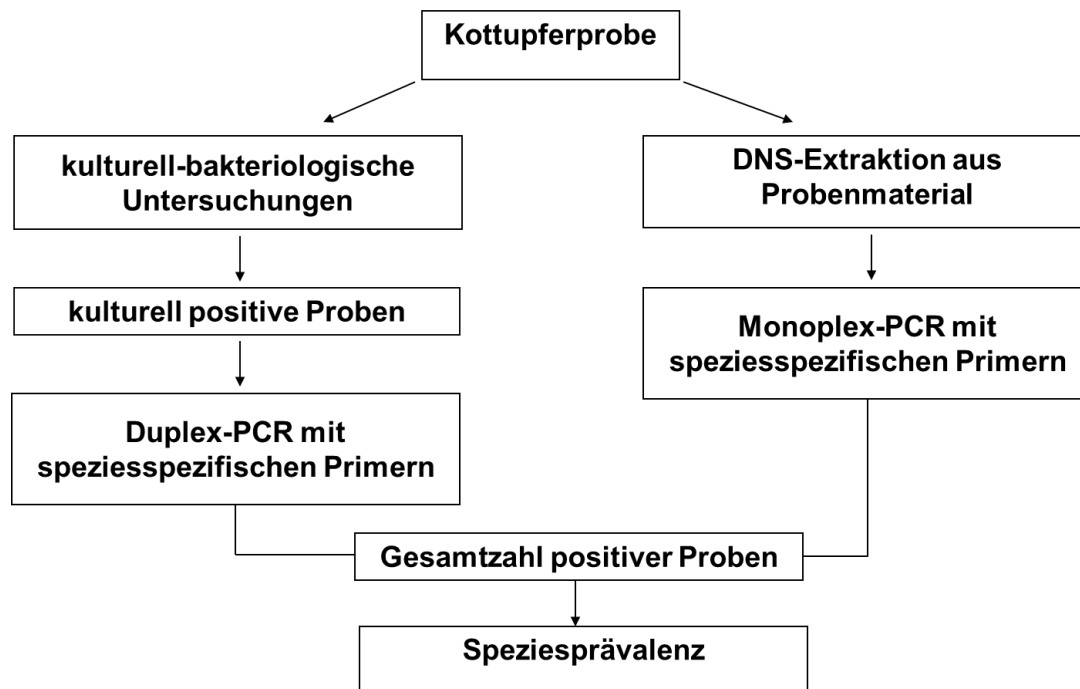 Kottupferprobe
kulturell-bakteriologische
Untersuchungen
DNS-Extraktion aus
Probenmaterial
kulturell positive Proben
Monoplex-PCR mit
speziesspezifischen Primern
Duplex-PCR mit
speziesspezifischen Primern
Gesamtzahl positiver Proben
Speziesprävalenz